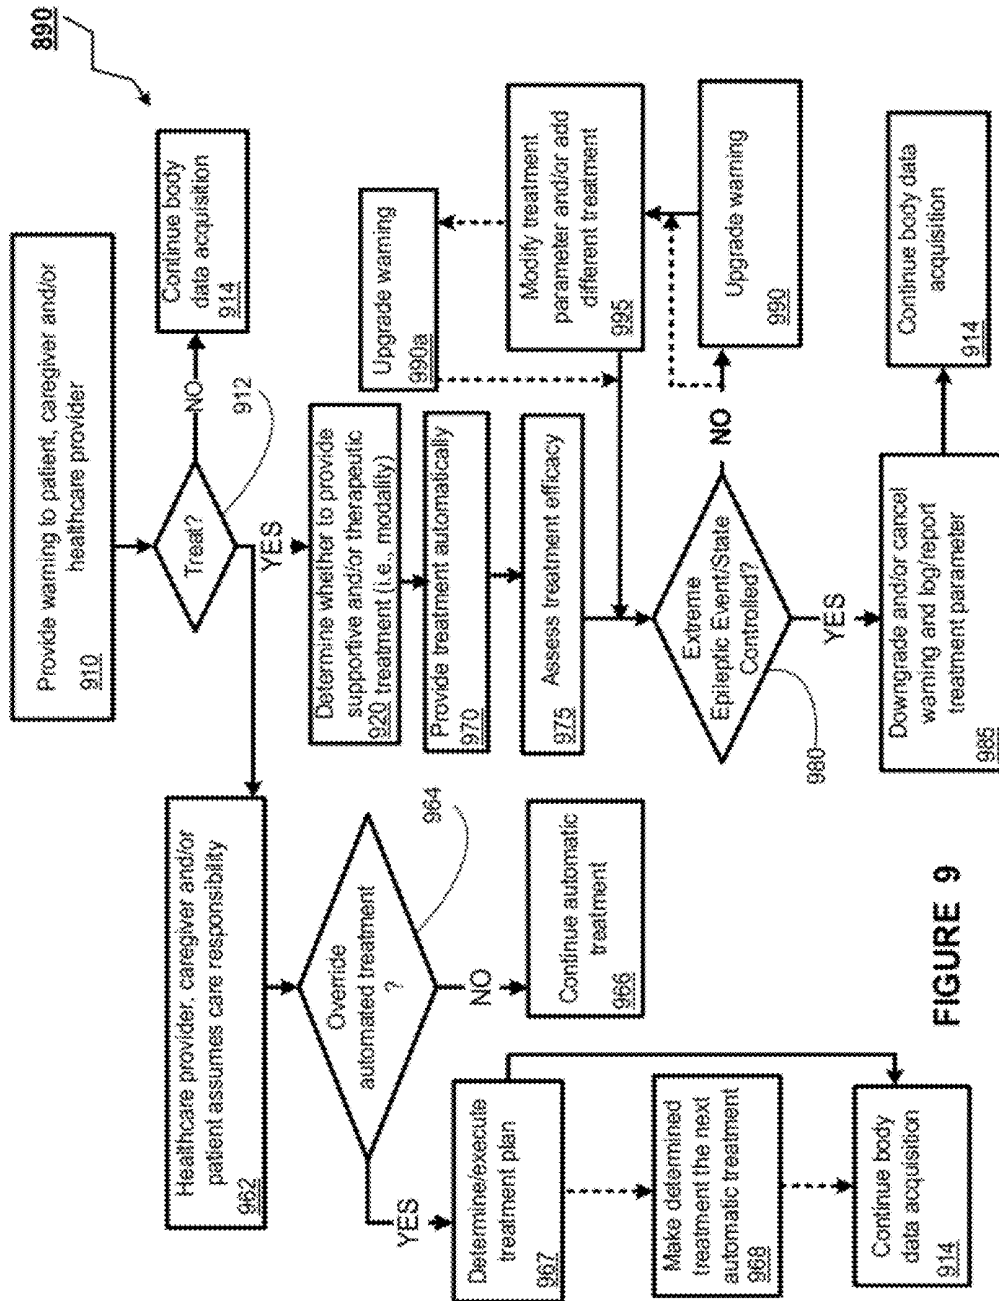 890
Provide warning to patient, caregiver and/or
healthcare provider
910
Treat?
912
NO
Continue body
data acquisition
914
YES
Healthcare provider, caregiver and/or
patient assumes care responsibility
962
Override
automated treatment
?
964
NO
Continue automatic
treatment
966
YES
Determine/execute
treatment plan
967
Make determined
treatment the next
automatic treatment
968
Continue body
data acquisition
914
Determine whether to provide
supportive and/or therapeutic
920 treatment (i.e., modality)
Provide treatment automatically
970
Assess treatment efficacy
975
Extreme
Epileptic Event/State
Controlled?
980
NO
Upgrade warning
990
Modify treatment
parameter and/or add
different treatment
995
Upgrade warning
990a
YES
Downgrade and/or cancel
warning and log/report
treatment parameter
985
Continue body data
acquisition
914
FIGURE 9